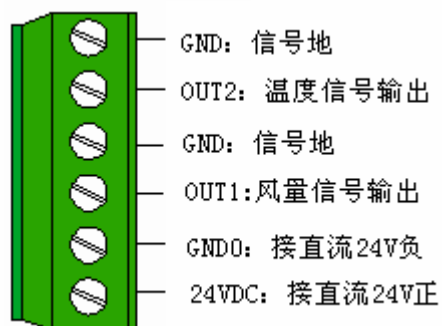 GND: 信号地
OUT2: 温度信号输出
GND: 信号地
OUT1:风量信号输出
GND0: 接直流24V负
24VDC: 接直流24V正